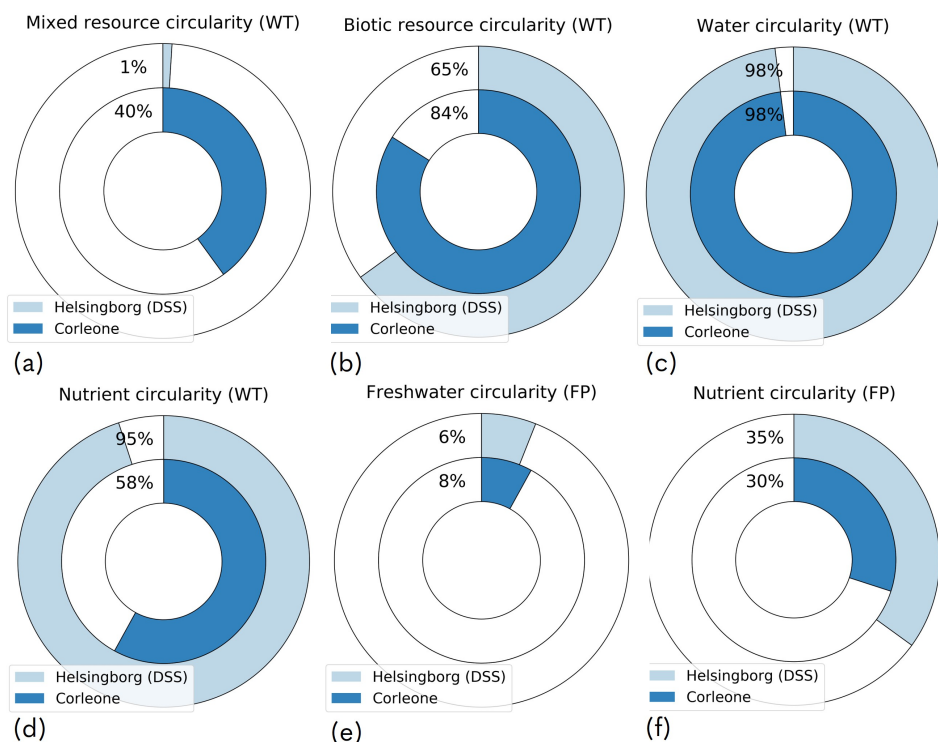 Mixed resource circularity (WT)
1%
40%
Helsingborg (DSS)
Corleone
(a)
Biotic resource circularity (WT)
65%
84%
Helsingborg (DSS)
Corleone
(b)
Water circularity (WT)
98%
98%
Helsingborg (DSS)
Corleone
(c)
Nutrient circularity (WT)
95%
58%
Helsingborg (DSS)
Corleone
(d)
Freshwater circularity (FP)
6%
8%
Helsingborg (DSS)
Corleone
(e)
Nutrient circularity (FP)
35%
30%
Helsingborg (DSS)
Corleone
(f)